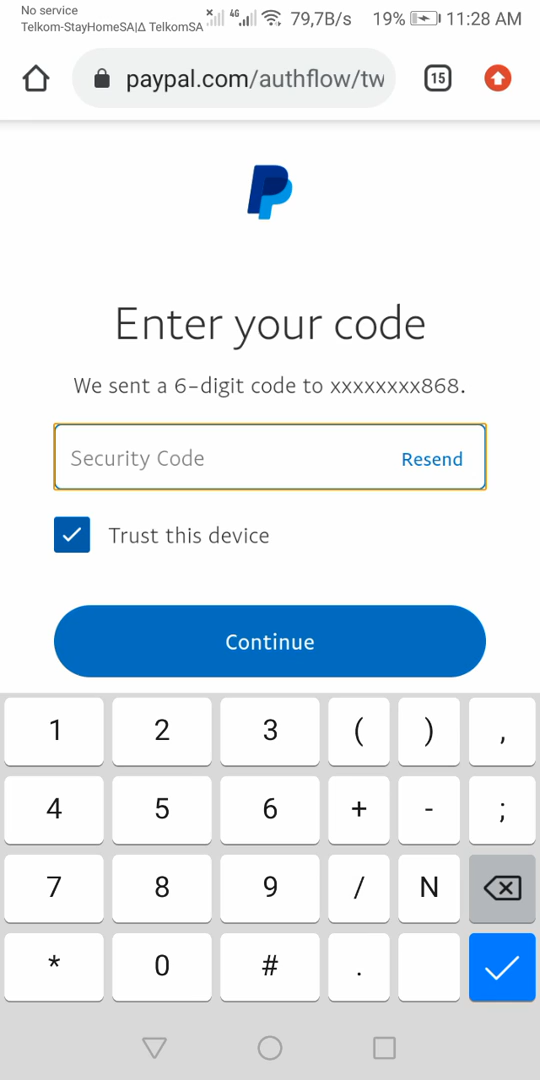 No service
Telkom-StayHomeSA|Δ TelkomSA 4G 79,7B/s 19% 11:28 AM
paypal.com/authflow/tw 15
Enter your code
We sent a 6-digit code to xxxxxxxx868.
Security Code Resend
Trust this device
Continue
1 2 3 ( ) ,
4 5 6 + - ;
7 8 9 / N
* 0 # .